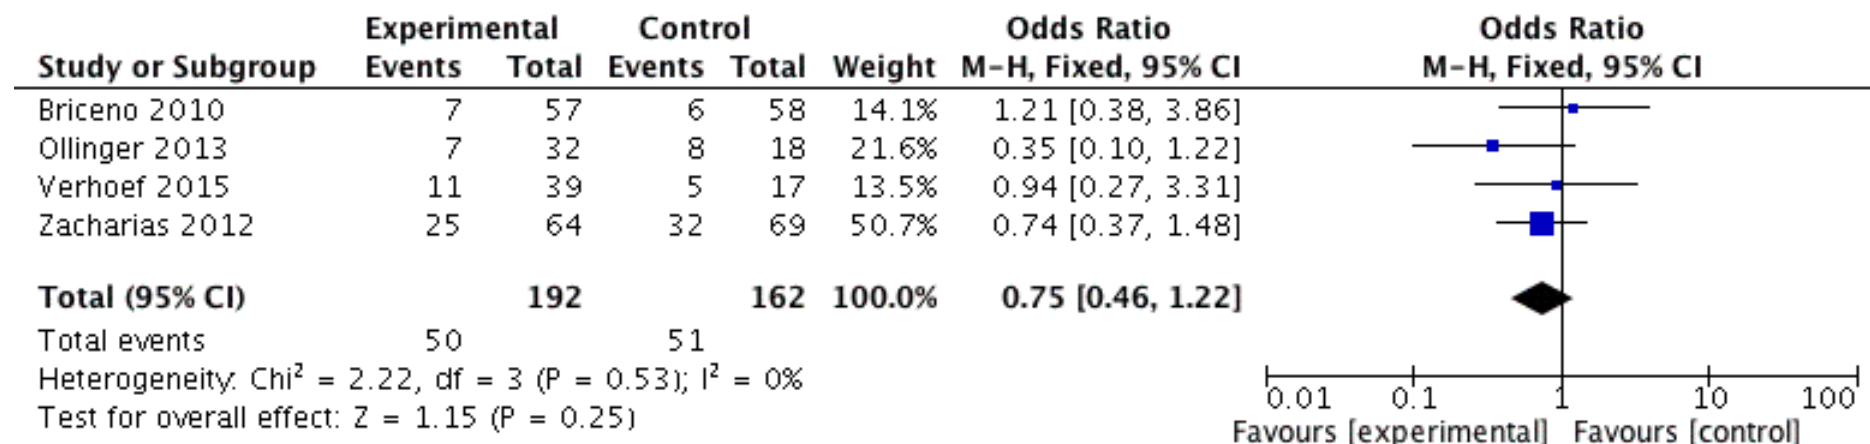 Experimental Control Odds Ratio Odds Ratio
Study or Subgroup Events Total Events Total Weight M-H, Fixed, 95% CI M-H, Fixed, 95% CI
Briceno 2010 7 57 6 58 14.1% 1.21 [0.38, 3.86]
Ollinger 2013 7 32 8 18 21.6% 0.35 [0.10, 1.22]
Verhoef 2015 11 39 5 17 13.5% 0.94 [0.27, 3.31]
Zacharias 2012 25 64 32 69 50.7% 0.74 [0.37, 1.48]
Total (95% CI) 192 162 100.0% 0.75 [0.46, 1.22]
Total events 50 51
Heterogeneity: Chi² = 2.22, df = 3 (P = 0.53); I² = 0%
Test for overall effect: Z = 1.15 (P = 0.25)
0.01 0.1 1 10 100
Favours [experimental] Favours [control]